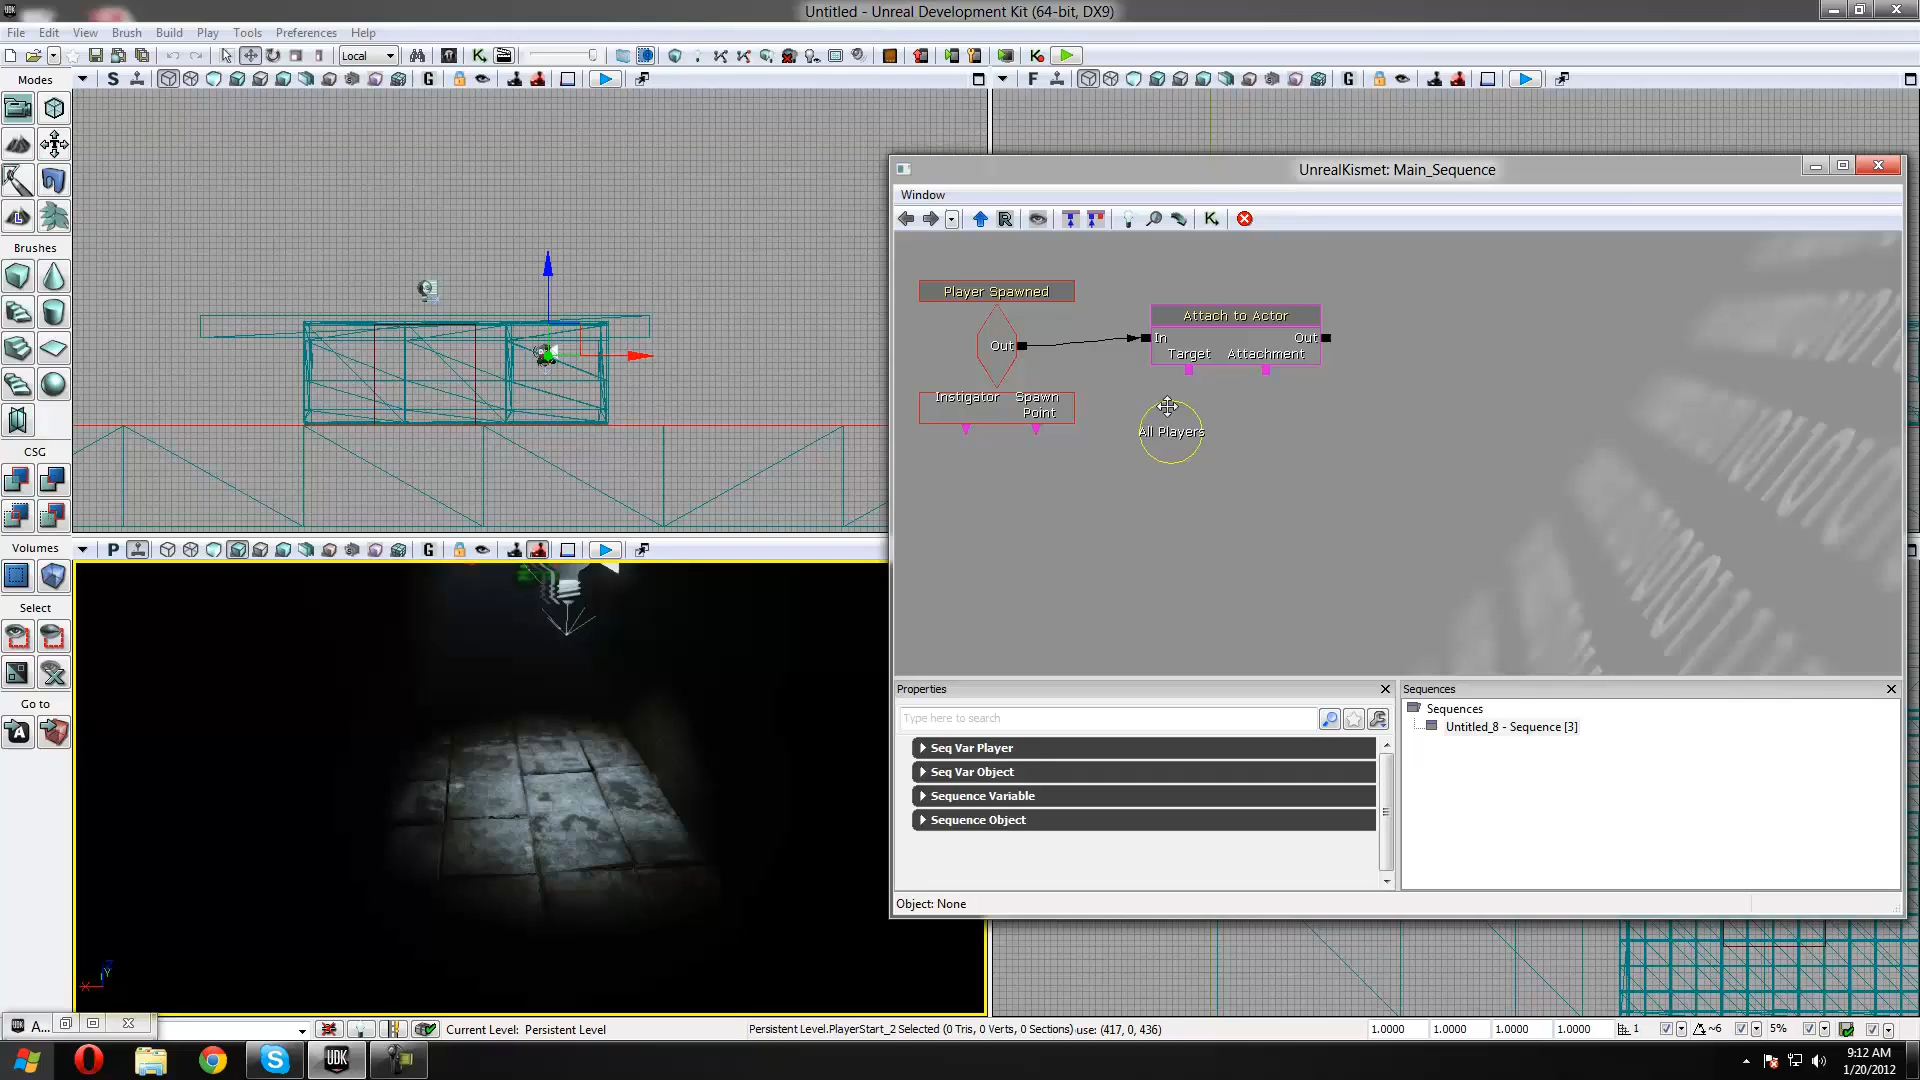 Untitled - Unreal Development Kit (64-bit, DX9)
File Edit View Brush Build Play Tools Preferences Help
Local
Modes
S
G
F
G
UnrealKismet: Main_Sequence
Window
R
K
Player Spawned
Out
Instigator Spawn
Point
Attach to Actor
In Out
Target Attachment
All Players
Brushes
CSG
Volumes
P
G
Select
Go to
Properties
Type here to search
Seq Var Player
Seq Var Object
Sequence Variable
Sequence Object
Sequences
Sequences
Untitled_8 - Sequence [3]
Object: None
A...
Current Level: Persistent Level
Persistent Level.PlayerStart_2 Selected (0 Tris, 0 Verts, 0 Sections) use: (417, 0, 436)
1.0000 1.0000 1.0000 1.0000
1
~6
5%
UDK
9:12 AM
1/20/2012